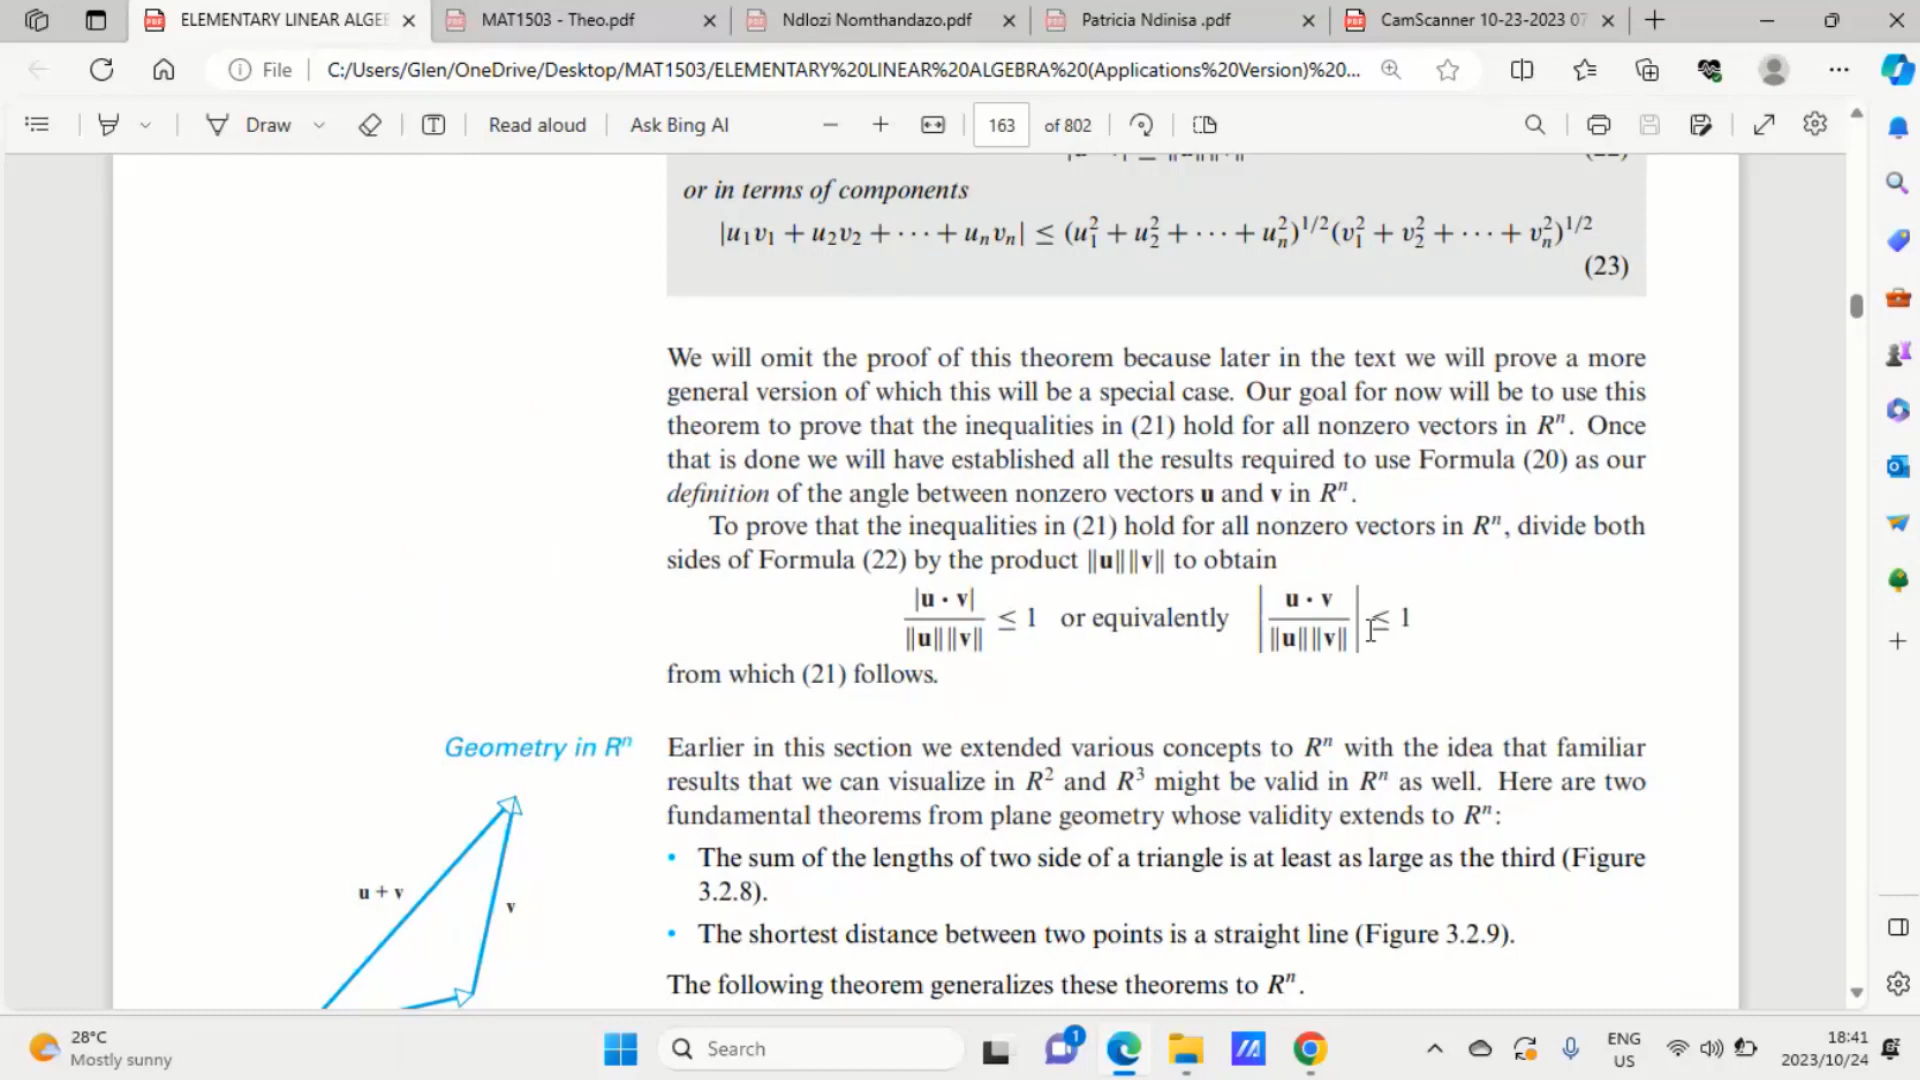 ELEMENTARY LINEAR ALGEE
MAT1503 - Theo.pdf
Ndlozi Nomthandazo.pdf
Patricia Ndinisa .pdf
CamScanner 10-23-2023 07
File
C:/Users/Glen/OneDrive/Desktop/MAT1503/ELEMENTARY%20LINEAR%20ALGEBRA%20(Applications%20Version)%20...
Draw
Read aloud
Ask Bing AI
163
of 802
or in terms of components
|u₁v₁ + u₂v₂ + ⋯ + uₙvₙ| ≤ (u₁² + u₂² + ⋯ + uₙ²)^1/2 (v₁² + v₂² + ⋯ + vₙ²)^1/2
(23)
We will omit the proof of this theorem because later in the text we will prove a more
general version of which this will be a special case. Our goal for now will be to use this
theorem to prove that the inequalities in (21) hold for all nonzero vectors in Rⁿ. Once
that is done we will have established all the results required to use Formula (20) as our
definition of the angle between nonzero vectors u and v in Rⁿ.
To prove that the inequalities in (21) hold for all nonzero vectors in Rⁿ, divide both
sides of Formula (22) by the product ‖u‖‖v‖ to obtain
|u · v| / ‖u‖‖v‖ ≤ 1 or equivalently |u · v / ‖u‖‖v‖| ≤ 1
from which (21) follows.
Geometry in Rⁿ
Earlier in this section we extended various concepts to Rⁿ with the idea that familiar
results that we can visualize in R² and R³ might be valid in Rⁿ as well. Here are two
fundamental theorems from plane geometry whose validity extends to Rⁿ:
• The sum of the lengths of two side of a triangle is at least as large as the third (Figure
3.2.8).
• The shortest distance between two points is a straight line (Figure 3.2.9).
The following theorem generalizes these theorems to Rⁿ.
u + v
v
28°C
Mostly sunny
Search
1
ENG
US
18:41
2023/10/24